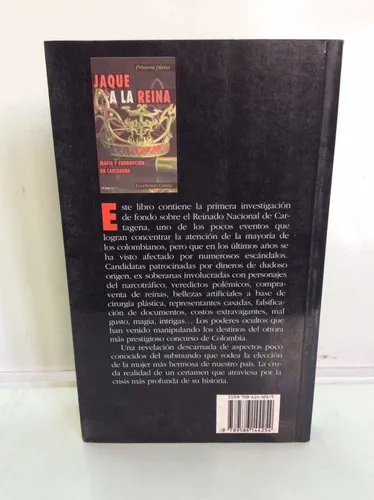 Primera plana
JAQUE
A LA REINA
MAFIA Y CORRUPCIÓN
EN CARTAGENA
Este libro contiene la primera investigación
de fondo sobre el Reinado Nacional de Car-
tagena, uno de los pocos eventos que
logran concentrar la atención de la mayoría de
los colombianos, pero que en los últimos años se
ha visto afectado por numerosos escándalos.
Candidatas patrocinadas por dineros de dudoso
origen, ex soberanas involucradas con personajes
del narcotráfico, veredictos polémicos, compra-
venta de reinas, bellezas artificiales a base de
cirugía plástica, representantes casadas, falsifica-
ción de documentos, costos extravagantes, mal
gusto, magia, intrigas... Los poderes ocultos que
han venido manipulando los destinos del otrora
más prestigioso concurso de Colombia.
Una revelación descarnada de aspectos poco
conocidos del submundo que rodea la elección de
la mujer más hermosa de nuestro país. La cru-
da realidad de un certamen que atraviesa por la
crisis más profunda de su historia.